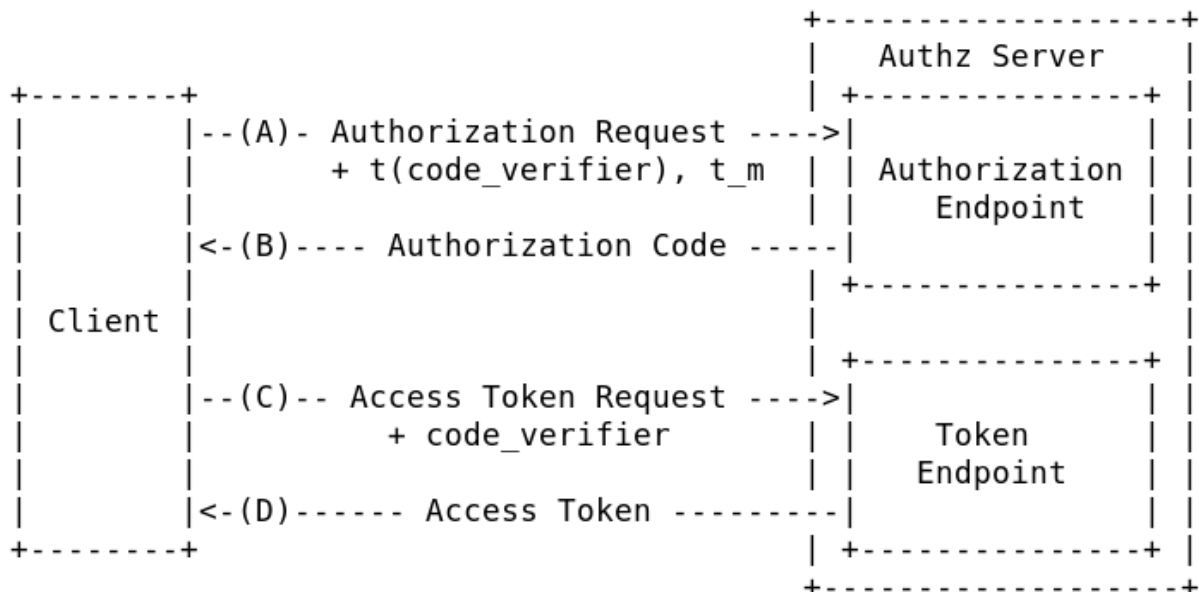 Authz Server
(A) Authorization Request
+ t(code_verifier), t_m
Authorization
Endpoint
(B) Authorization Code
Client
(C) Access Token Request
+ code_verifier
Token
Endpoint
(D) Access Token